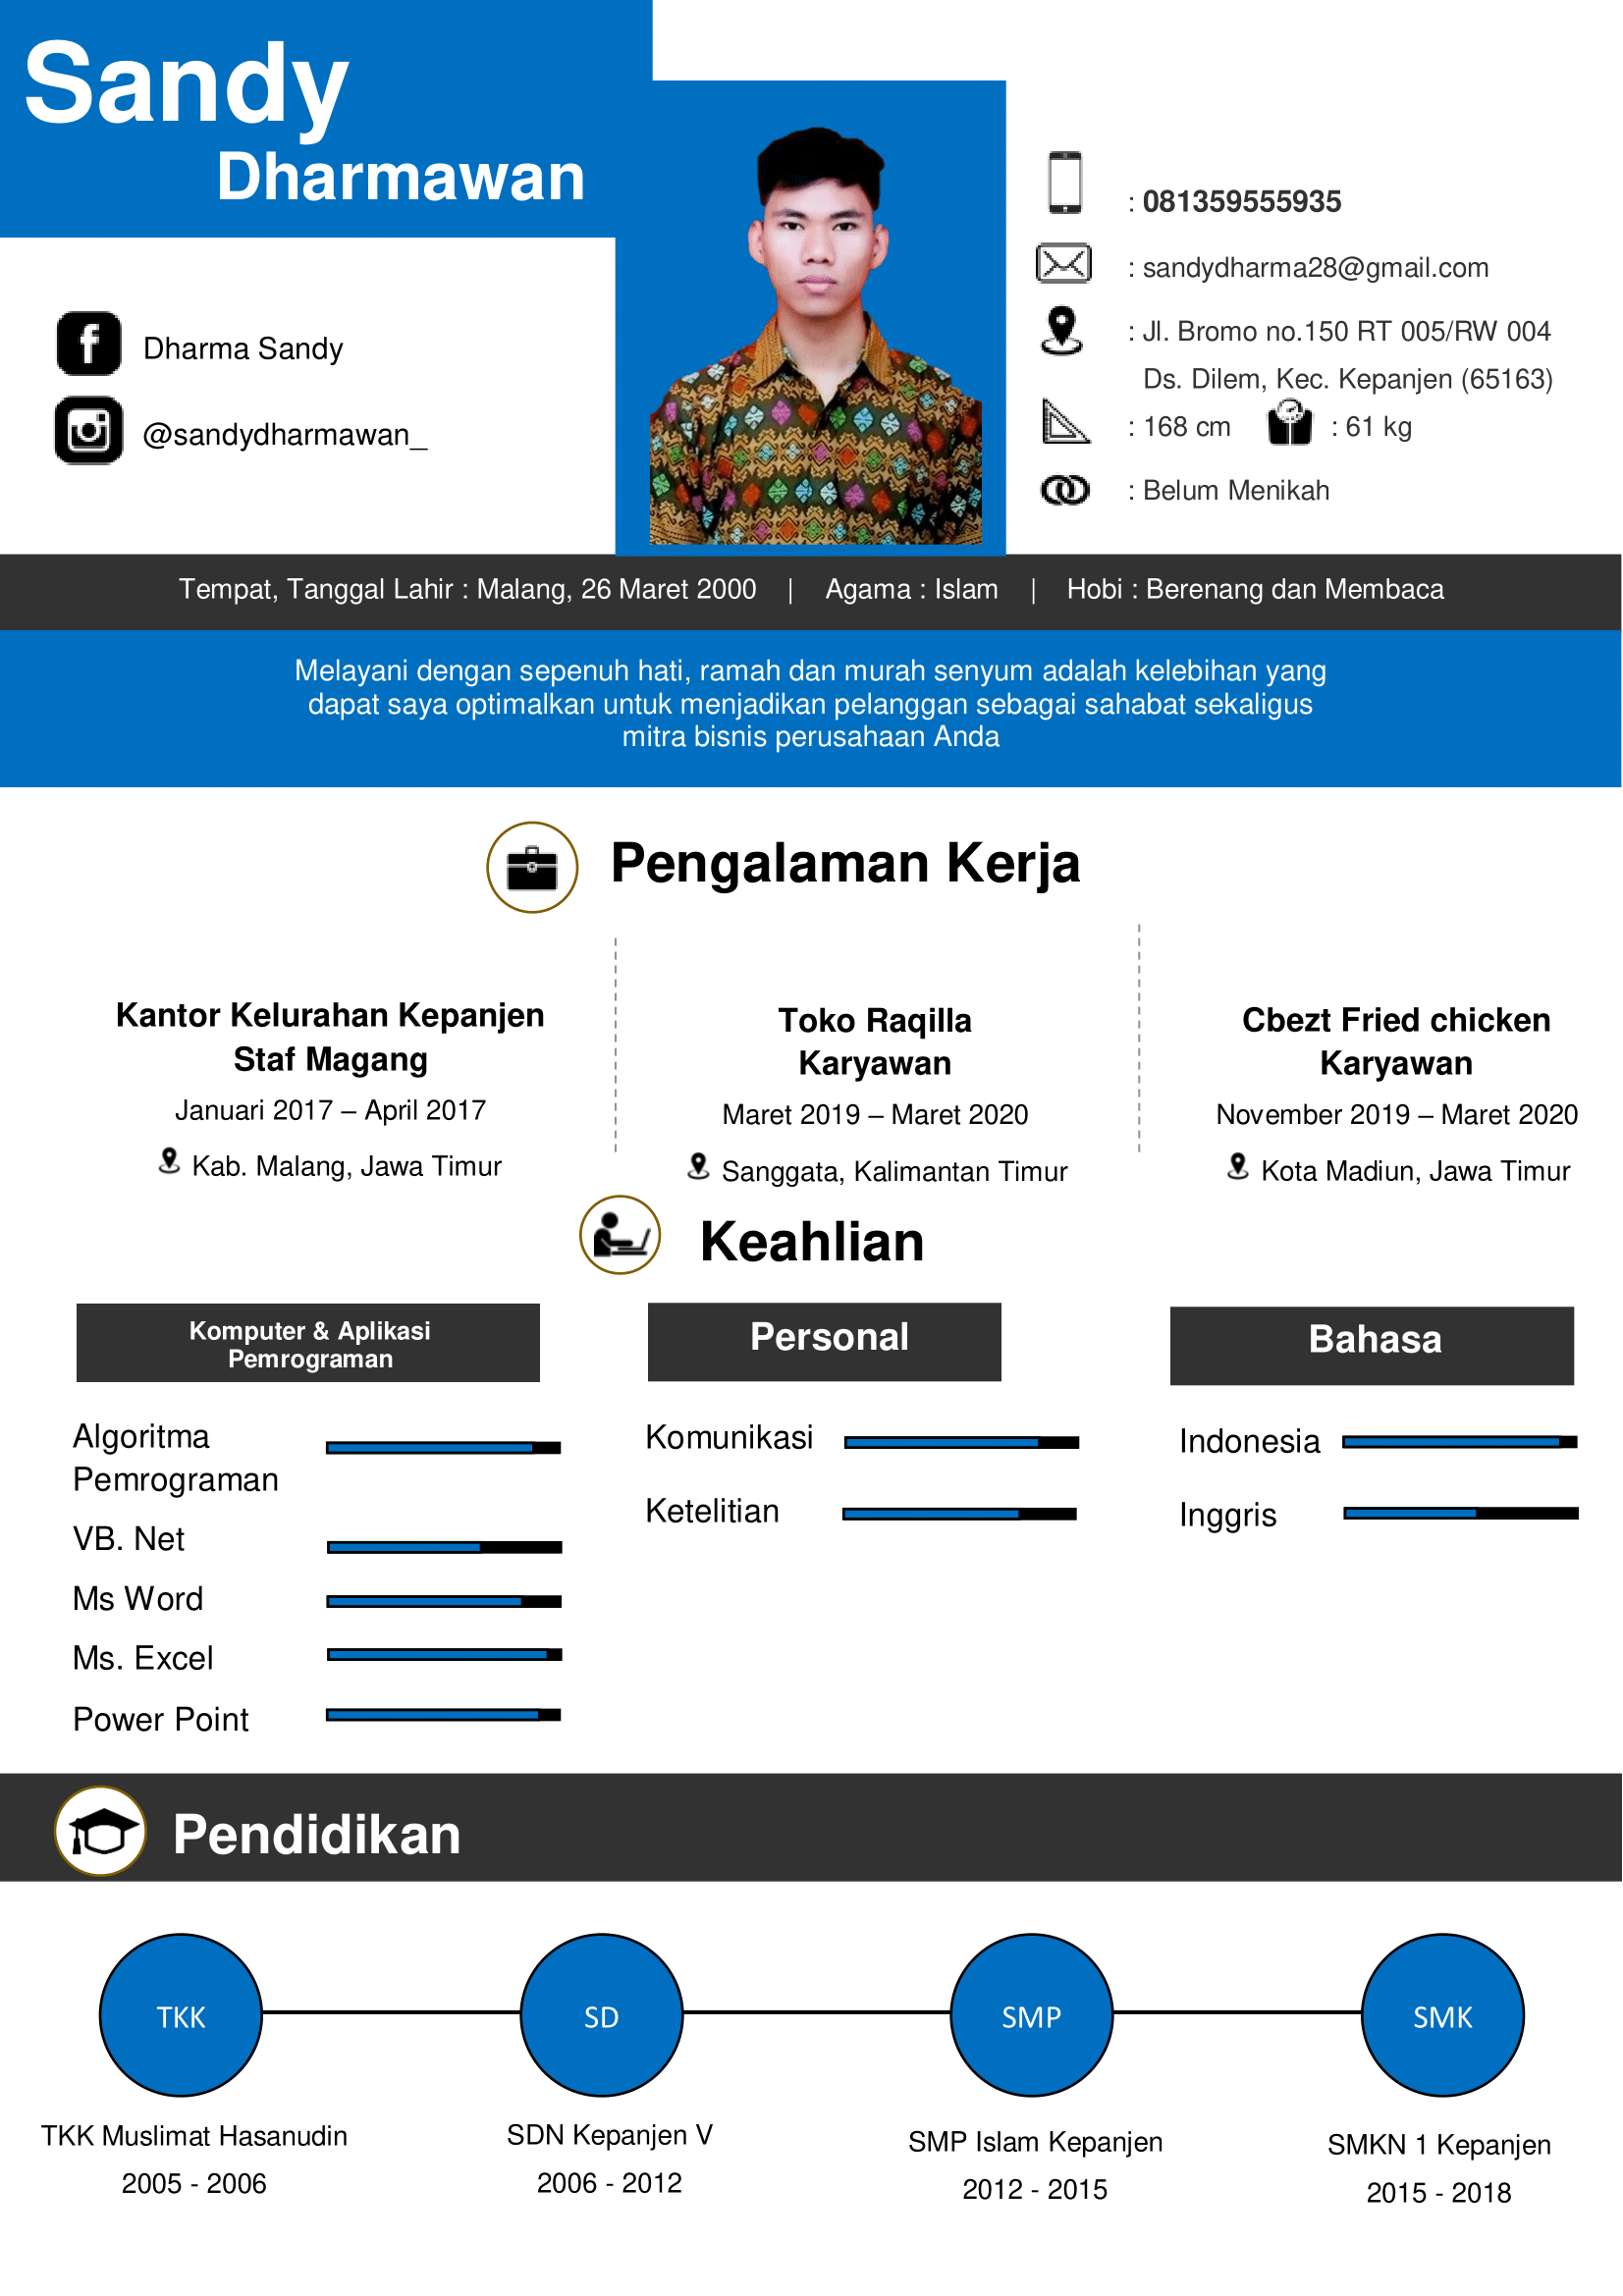 Sandy
Dharmawan
: 081359555935
: sandydharma28@gmail.com
: Jl. Bromo no.150 RT 005/RW 004
Ds. Dilem, Kec. Kepanjen (65163)
: 168 cm : 61 kg
: Belum Menikah
Dharma Sandy
@sandydharmawan_
Tempat, Tanggal Lahir : Malang, 26 Maret 2000 | Agama : Islam | Hobi : Berenang dan Membaca
Melayani dengan sepenuh hati, ramah dan murah senyum adalah kelebihan yang
dapat saya optimalkan untuk menjadikan pelanggan sebagai sahabat sekaligus
mitra bisnis perusahaan Anda
Pengalaman Kerja
Kantor Kelurahan Kepanjen
Staf Magang
Januari 2017 – April 2017
Kab. Malang, Jawa Timur
Toko Raqilla
Karyawan
Maret 2019 – Maret 2020
Sanggata, Kalimantan Timur
Cbezt Fried chicken
Karyawan
November 2019 – Maret 2020
Kota Madiun, Jawa Timur
Keahlian
Komputer & Aplikasi
Pemrograman
Algoritma
Pemrograman
VB. Net
Ms Word
Ms. Excel
Power Point
Personal
Komunikasi
Ketelitian
Bahasa
Indonesia
Inggris
Pendidikan
TKK
TKK Muslimat Hasanudin
2005 - 2006
SD
SDN Kepanjen V
2006 - 2012
SMP
SMP Islam Kepanjen
2012 - 2015
SMK
SMKN 1 Kepanjen
2015 - 2018